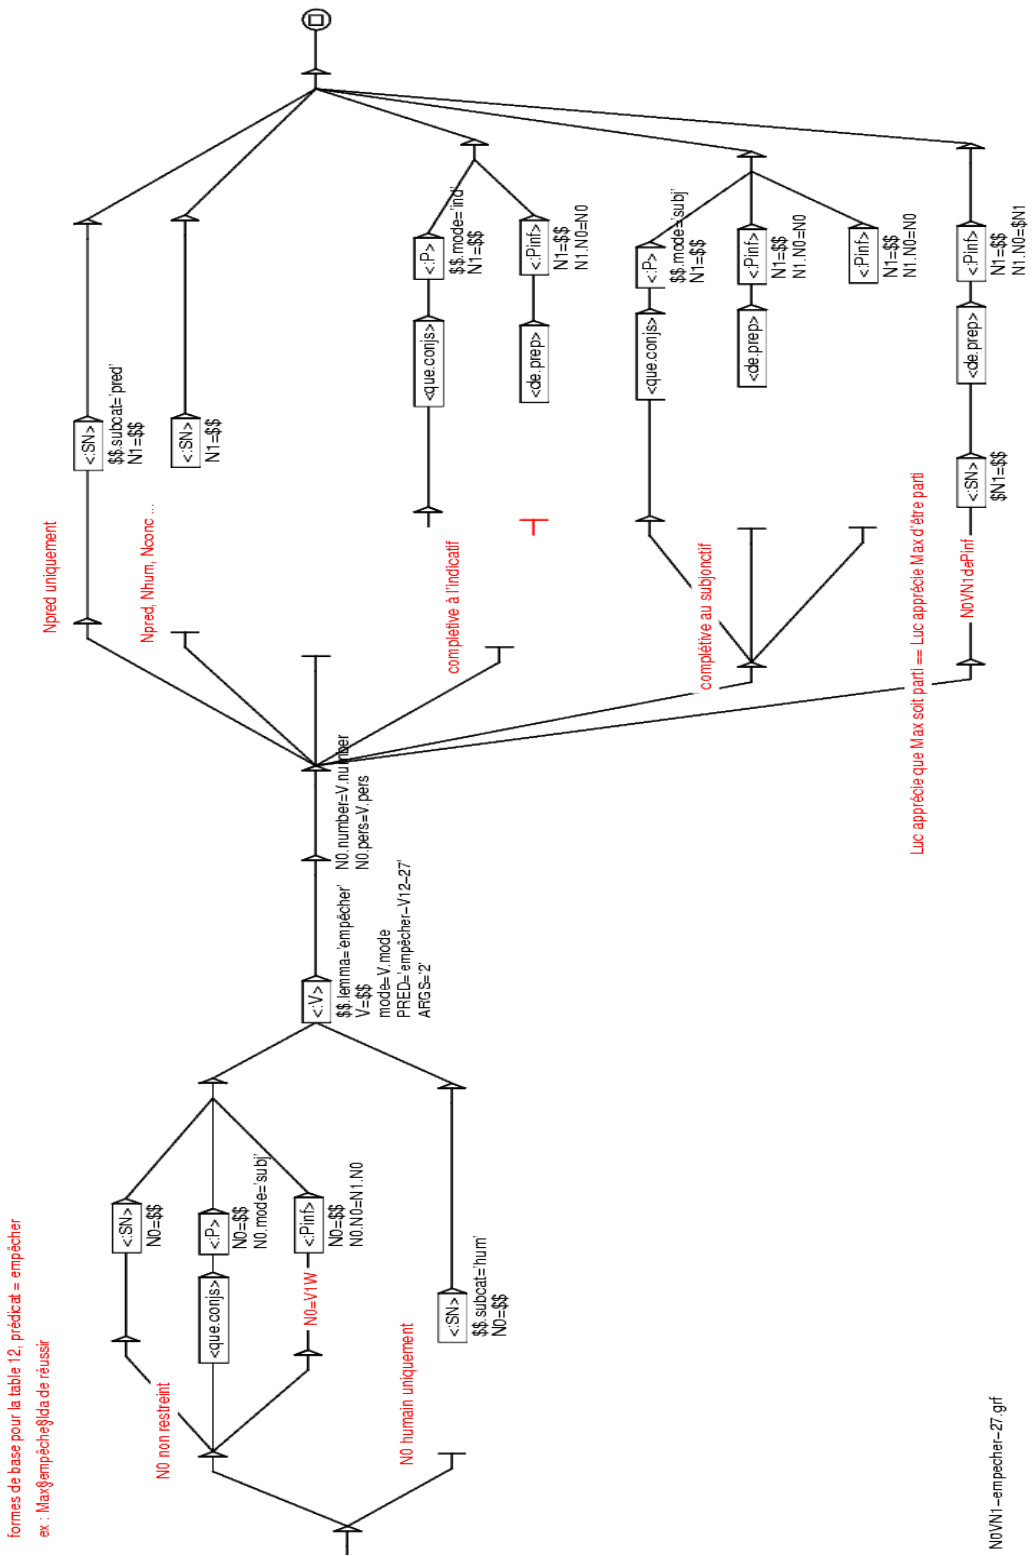 formes de base pour la table 12, prédicat = empêcher
ex : Max§empêche§Ida de réussir
N0 non restreint
<:SN>
N0=$$
<que.conjs>
<:P>
N0=$$
N0.mode='subj'
N0=V1W
<:Pinf>
N0=$$
N0.N0=N1.N0
N0 humain uniquement
<:SN>
$$.subcat='hum'
N0=$$
<:V>
$$.lemma='empêcher'
V=$$
mode=V.mode
PRED='empêcher-V12-27'
ARGS='2'
N0.number=V.number
N0.pers=V.pers
Npred uniquement
<:SN>
$$.subcat='pred'
N1=$$
Npred, Nhum, Nconc ...
<:SN>
N1=$$
completive à l'indicatif
<que.conjs>
<:P>
$$.mode='ind'
N1=$$
<de.prep>
<:Pinf>
N1=$$
N1.N0=N0
complétive au subjonctif
<que.conjs>
<:P>
$$.mode='subj'
N1=$$
<de.prep>
<:Pinf>
N1=$$
N1.N0=N0
<:Pinf>
N1=$$
N1.N0=N0
Luc apprécie que Max soit parti == Luc apprécie Max d'être parti
N0VN1dePinf
<:SN>
$N1=$$
<de.prep>
<:Pinf>
N1=$$
N1.N0=$N1
N0VN1-empecher-27.grf